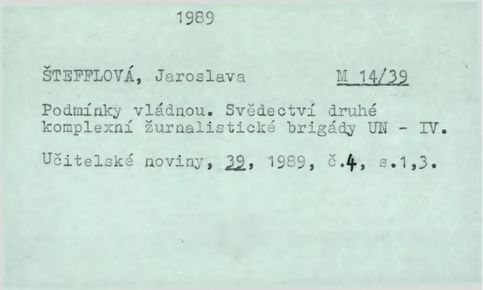 1989
ŠTEFFLOVÁ, Jaroslava M 14/39
Podmínky vládnou. Svědectví druhé
komplexní žurnalistické brigády UN - IV.
Učitelské noviny, 39, 1989, č.4, s.1,3.